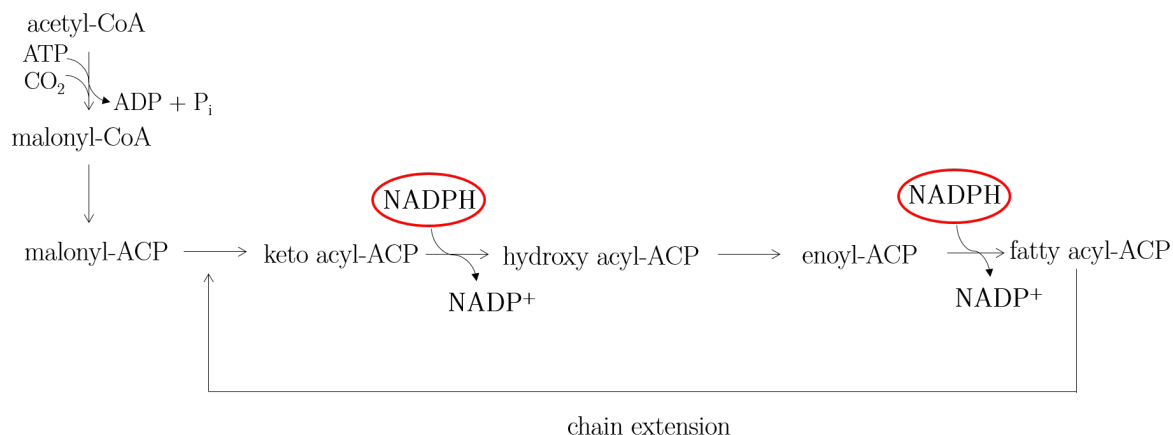 acetyl-CoA
ATP
CO₂
ADP + Pᵢ
malonyl-CoA
NADPH
NADPH
malonyl-ACP
keto acyl-ACP
hydroxy acyl-ACP
enoyl-ACP
fatty acyl-ACP
NADP⁺
NADP⁺
chain extension